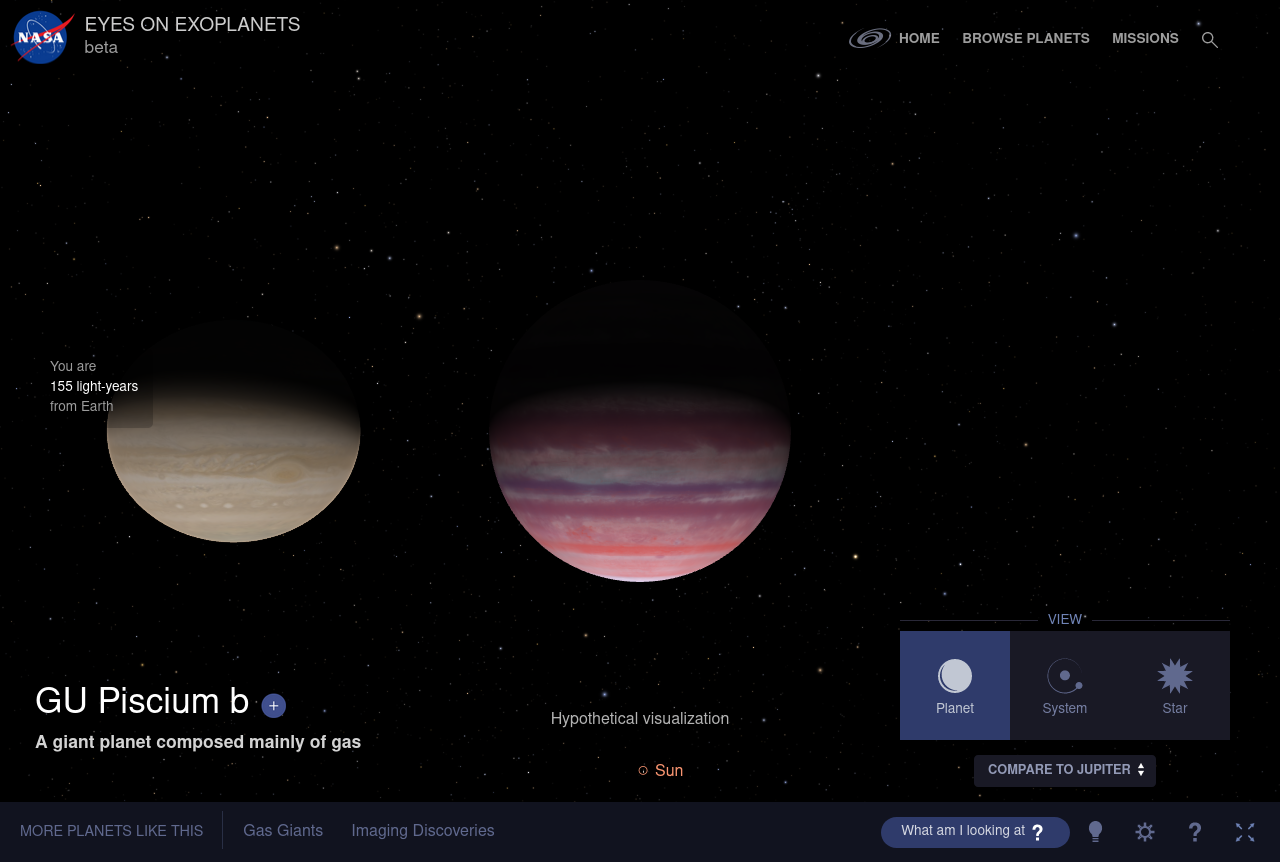 NASA
EYES ON EXOPLANETS
beta
HOME
BROWSE PLANETS
MISSIONS
You are
155 light-years
from Earth
VIEW
Planet
System
Star
GU Piscium b +
A giant planet composed mainly of gas
Hypothetical visualization
Sun
COMPARE TO JUPITER
MORE PLANETS LIKE THIS
Gas Giants
Imaging Discoveries
What am I looking at ?
?